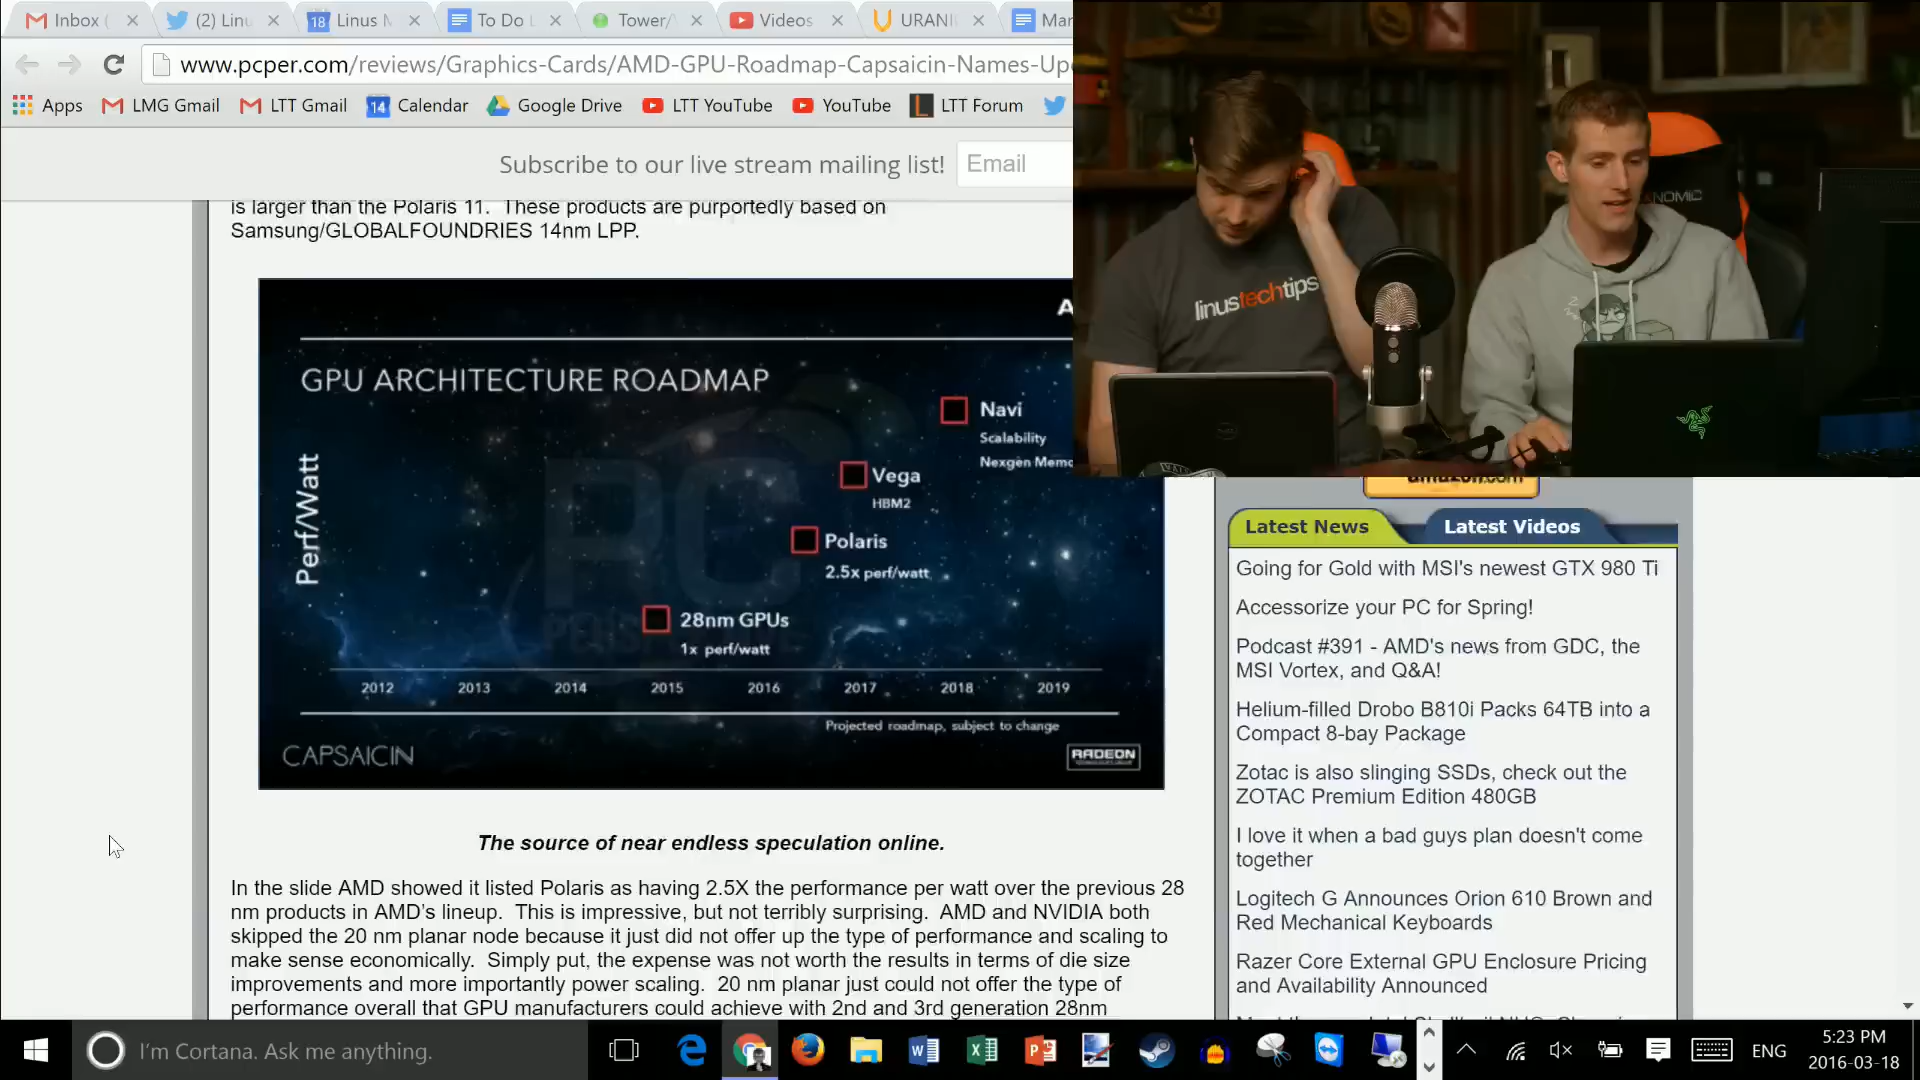 Inbox (
(2) Linu
18
Linus M
To Do L
Tower/
Videos
URANI
Mar
www.pcper.com/reviews/Graphics-Cards/AMD-GPU-Roadmap-Capsaicin-Names-Up
Apps
LMG Gmail
LTT Gmail
14
Calendar
Google Drive
LTT YouTube
YouTube
LTT Forum
Subscribe to our live stream mailing list!
Email
is larger than the Polaris 11. These products are purportedly based on
Samsung/GLOBALFOUNDRIES 14nm LPP.
A
GPU ARCHITECTURE ROADMAP
Perf/Watt
Navi
Scalability
Nexgen Memo
Vega
HBM2
Polaris
2.5x perf/watt
28nm GPUs
1x perf/watt
2012 2013 2014 2015 2016 2017 2018 2019
Projected roadmap, subject to change
CAPSAICIN
RADEON
The source of near endless speculation online.
In the slide AMD showed it listed Polaris as having 2.5X the performance per watt over the previous 28
nm products in AMD's lineup. This is impressive, but not terribly surprising. AMD and NVIDIA both
skipped the 20 nm planar node because it just did not offer up the type of performance and scaling to
make sense economically. Simply put, the expense was not worth the results in terms of die size
improvements and more importantly power scaling. 20 nm planar just could not offer the type of
performance overall that GPU manufacturers could achieve with 2nd and 3rd generation 28nm
linustechtips
NOMIC
amazon.com
Latest News
Latest Videos
Going for Gold with MSI's newest GTX 980 Ti
Accessorize your PC for Spring!
Podcast #391 - AMD's news from GDC, the
MSI Vortex, and Q&A!
Helium-filled Drobo B810i Packs 64TB into a
Compact 8-bay Package
Zotac is also slinging SSDs, check out the
ZOTAC Premium Edition 480GB
I love it when a bad guys plan doesn't come
together
Logitech G Announces Orion 610 Brown and
Red Mechanical Keyboards
Razer Core External GPU Enclosure Pricing
and Availability Announced
I'm Cortana. Ask me anything.
ENG
5:23 PM
2016-03-18